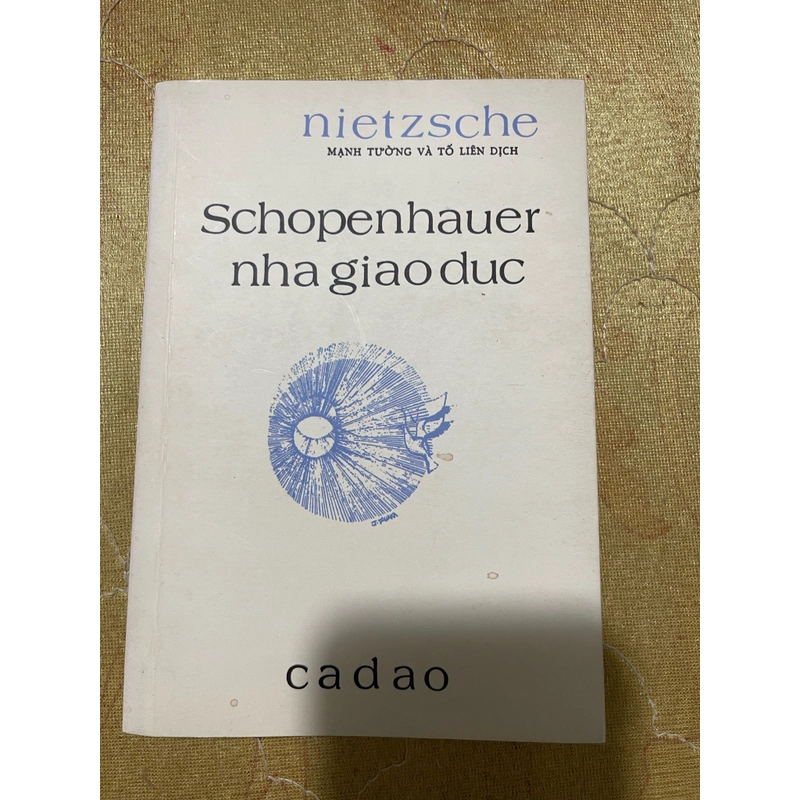 nietzsche
MẠNH TƯỜNG VÀ TỐ LIÊN DỊCH
Schopenhauer
nha giao duc
cadao